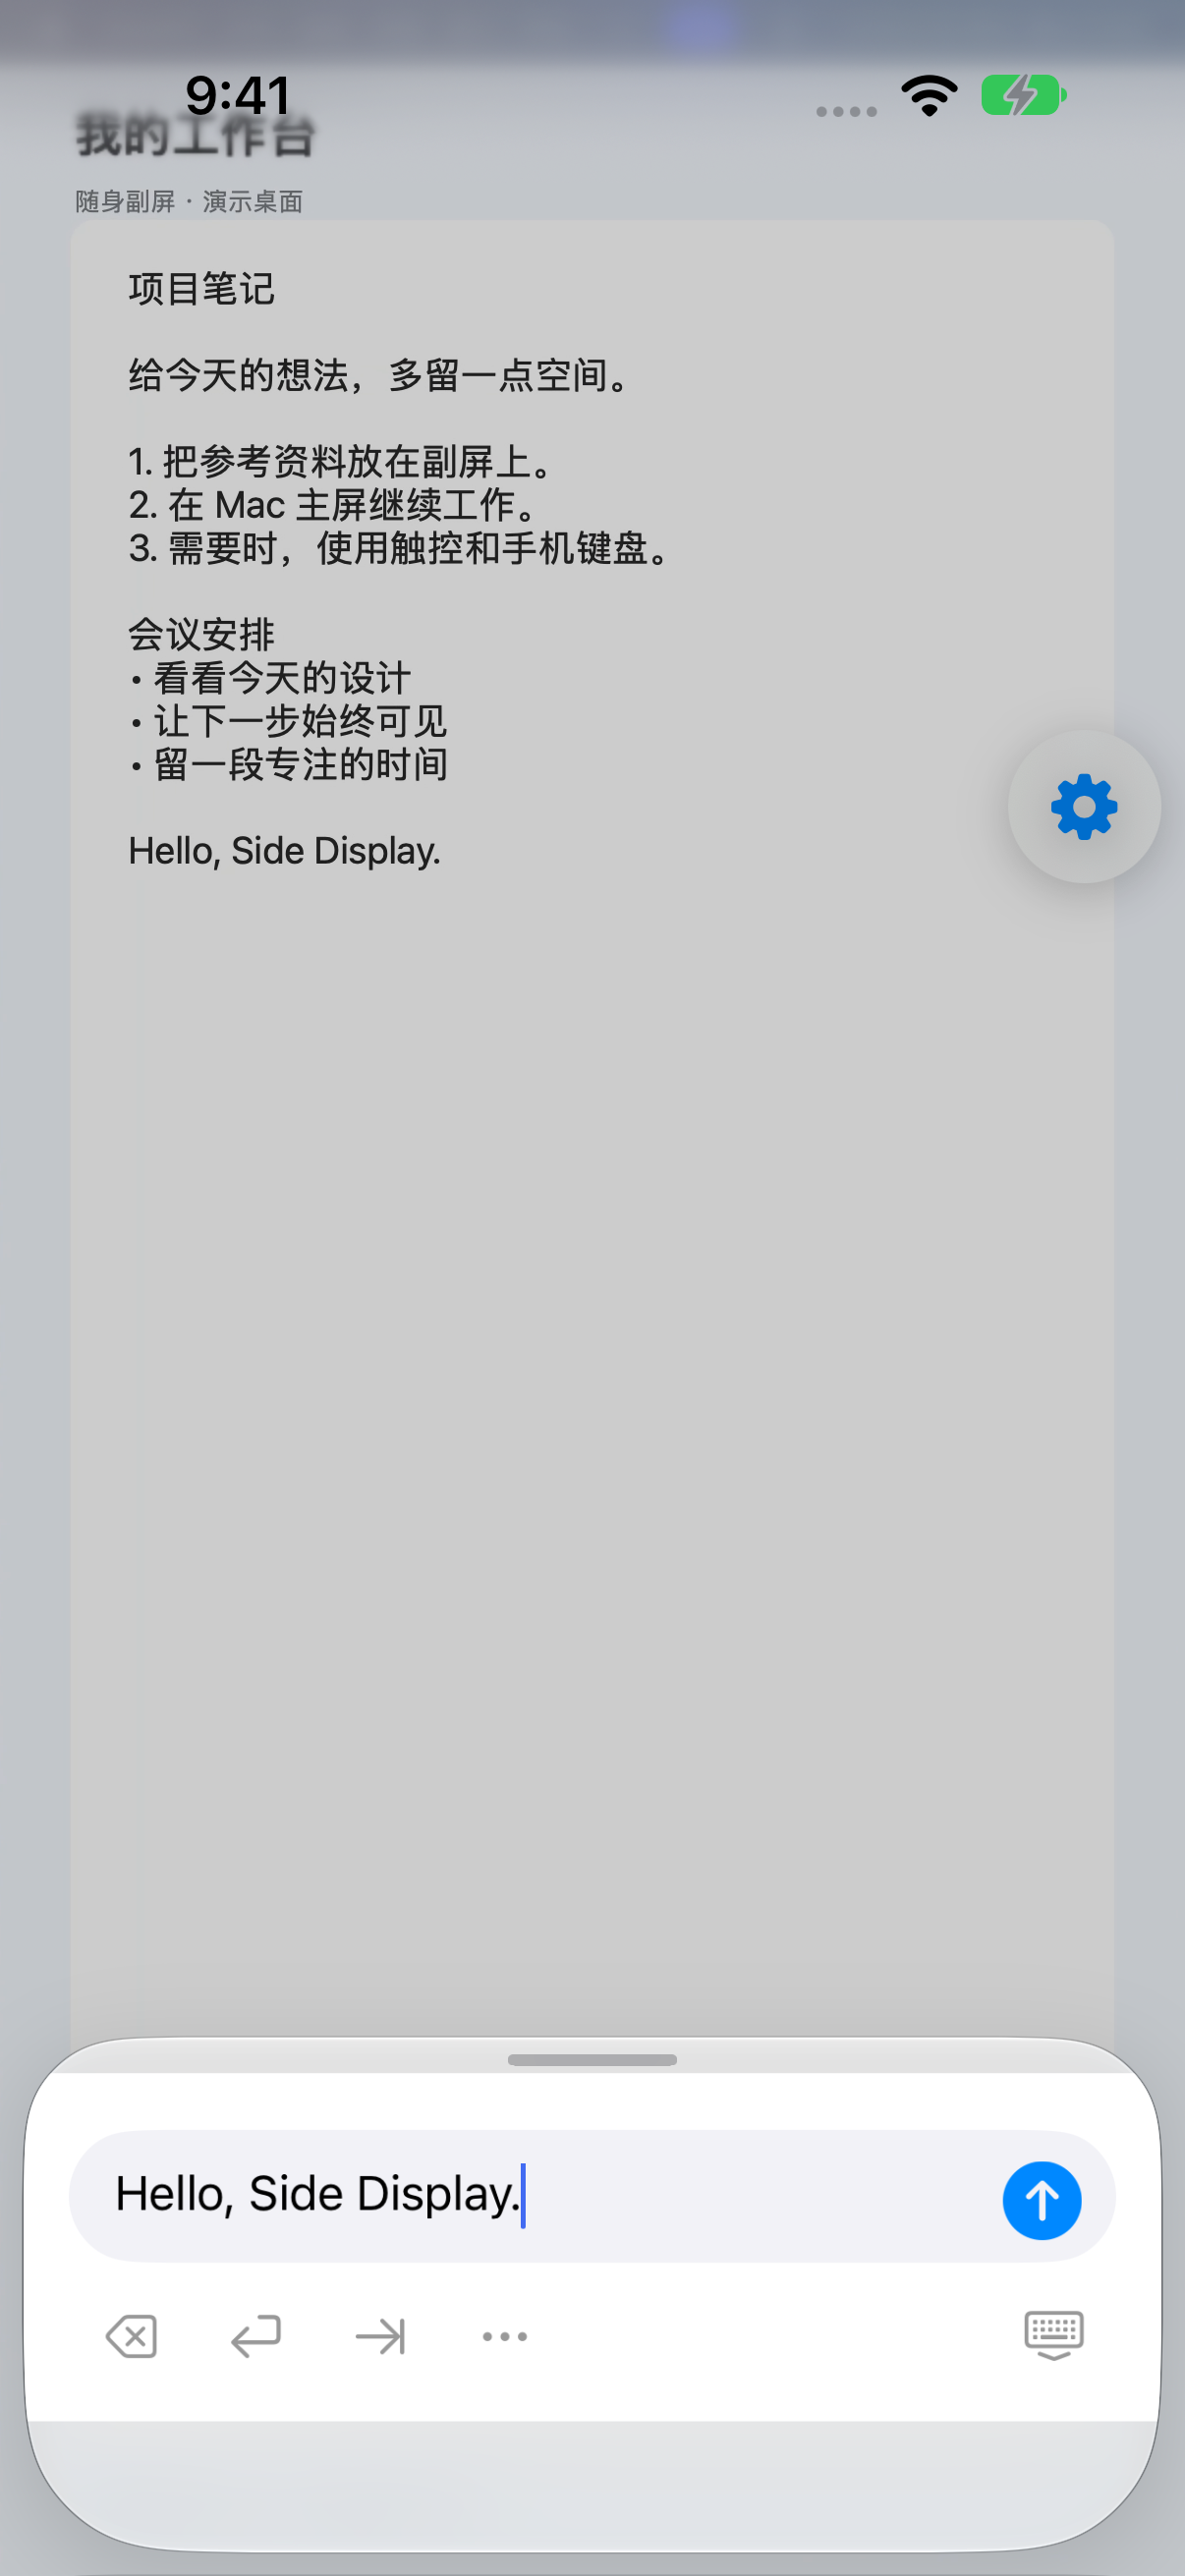 9:41
我的工作台
随身副屏 · 演示桌面
项目笔记
给今天的想法，多留一点空间。
1. 把参考资料放在副屏上。
2. 在 Mac 主屏继续工作。
3. 需要时，使用触控和手机键盘。
会议安排
• 看看今天的设计
• 让下一步始终可见
• 留一段专注的时间
Hello, Side Display.
Hello, Side Display.